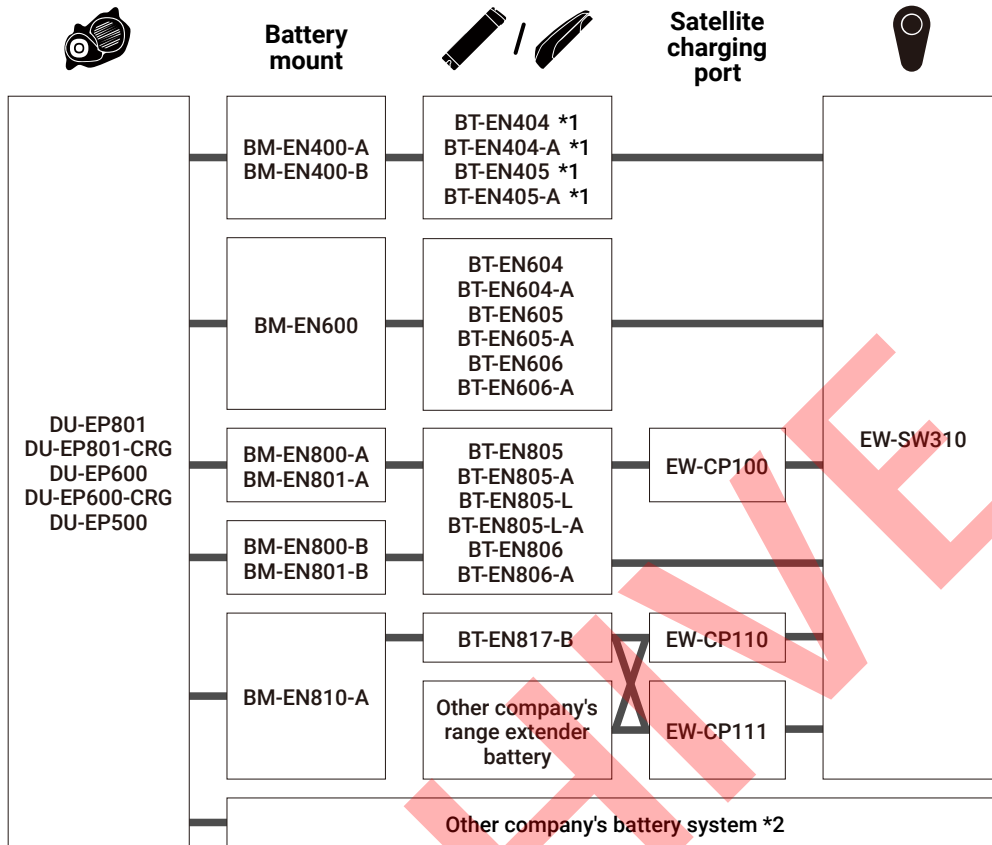 Battery
mount
Satellite
charging
port
DU-EP801
DU-EP801-CRG
DU-EP600
DU-EP600-CRG
DU-EP500
BM-EN400-A
BM-EN400-B
BT-EN404 *1
BT-EN404-A *1
BT-EN405 *1
BT-EN405-A *1
BM-EN600
BT-EN604
BT-EN604-A
BT-EN605
BT-EN605-A
BT-EN606
BT-EN606-A
BM-EN800-A
BM-EN801-A
BM-EN800-B
BM-EN801-B
BT-EN805
BT-EN805-A
BT-EN805-L
BT-EN805-L-A
BT-EN806
BT-EN806-A
EW-CP100
EW-SW310
BM-EN810-A
BT-EN817-B
Other company's
range extender
battery
EW-CP110
EW-CP111
Other company's battery system *2
HIVE